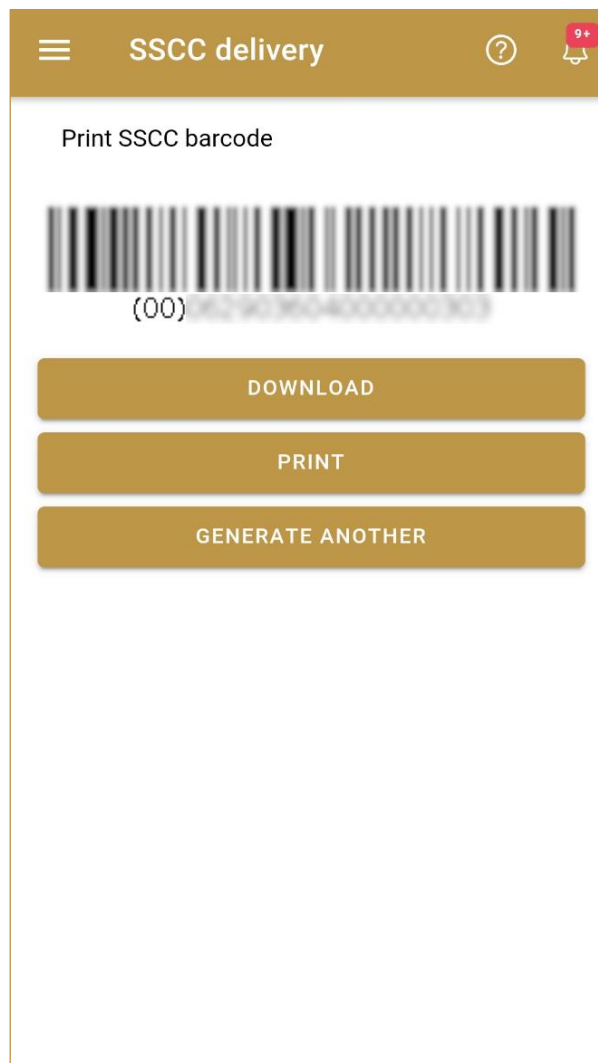 SSCC delivery
9+
Print SSCC barcode
(00)
DOWNLOAD
PRINT
GENERATE ANOTHER